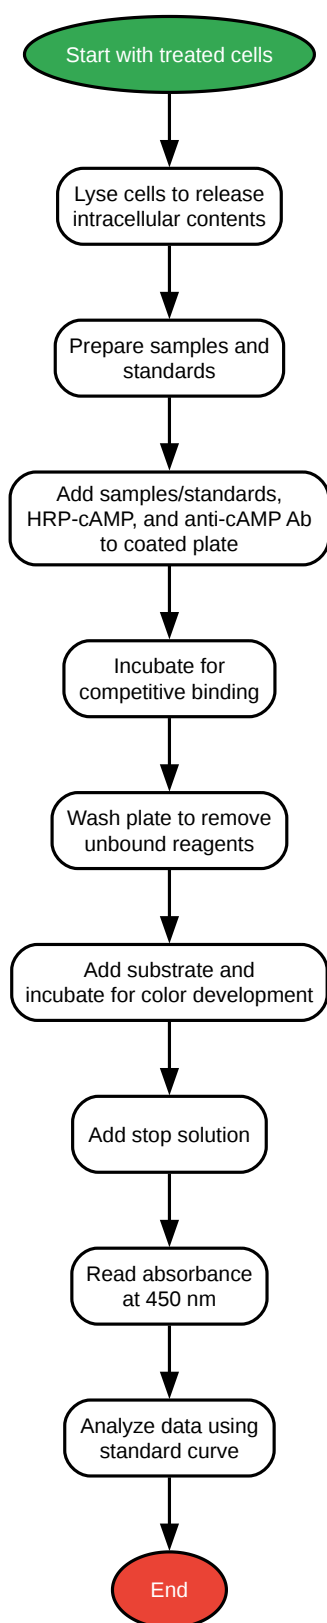 Start with treated cells
Lyse cells to release
intracellular contents
Prepare samples and
standards
Add samples/standards,
HRP-cAMP, and anti-cAMP Ab
to coated plate
Incubate for
competitive binding
Wash plate to remove
unbound reagents
Add substrate and
incubate for color development
Add stop solution
Read absorbance
at 450 nm
Analyze data using
standard curve
End